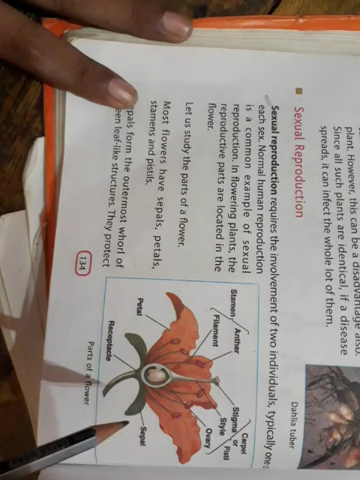 plant. However, this can be a disadvantage also.
Since all such plants are identical, if a disease
spreads, it can infect the whole lot of them.
Dahlia tuber
Sexual Reproduction
Sexual reproduction requires the involvement of two individuals, typically one
each sex. Normal human reproduction
is a common example of sexual
reproduction. In flowering plants, the
reproductive parts are located in the
flower.
Let us study the parts of a flower.
Most flowers have sepals, petals,
stamens and pistils.
epals form the outermost whorl of
een leaf-like structures. They protect
134
Stamen
Anther
Filament
Petal
Receptacle
Carpel
or
Pistil
Stigma
Style
Ovary
Sepal
Parts of a flower